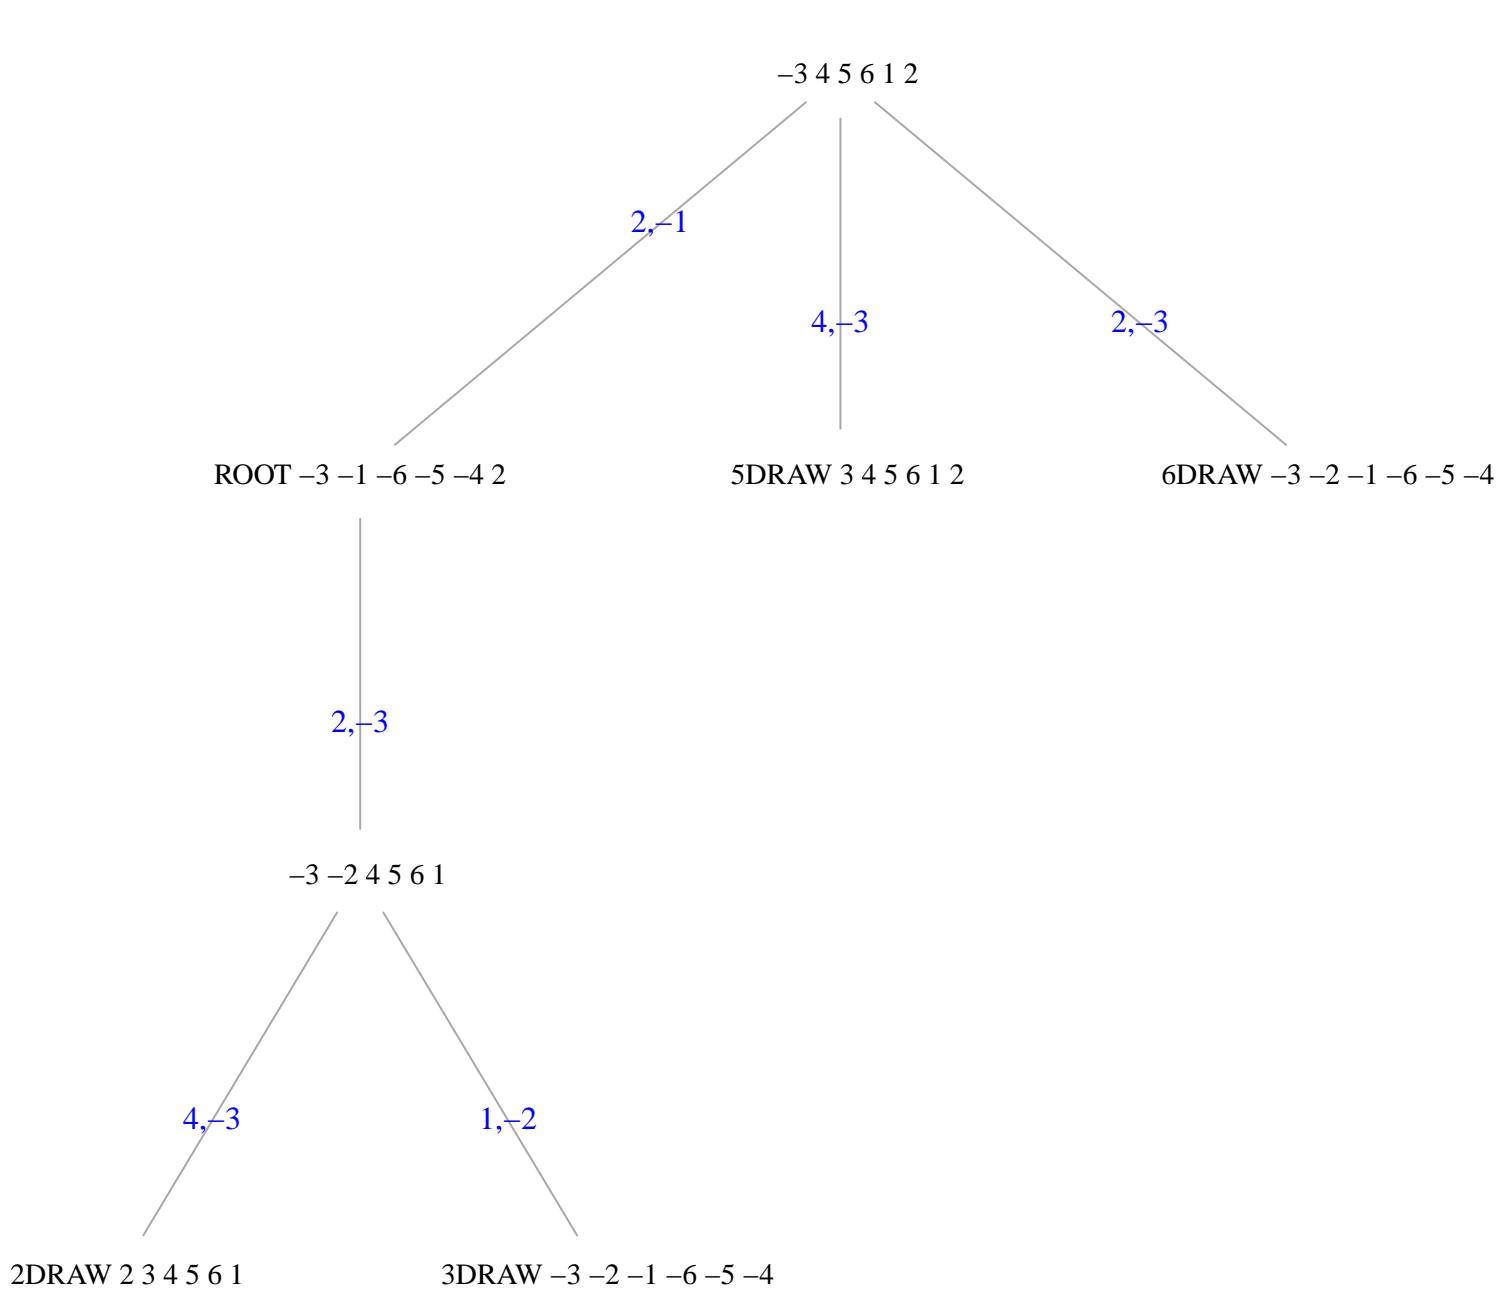 –3 4 5 6 1 2
2,–1
4,–3
2,–3
ROOT –3 –1 –6 –5 –4 2
5DRAW 3 4 5 6 1 2
6DRAW –3 –2 –1 –6 –5 –4
2,–3
–3 –2 4 5 6 1
4,–3
1,–2
2DRAW 2 3 4 5 6 1
3DRAW –3 –2 –1 –6 –5 –4